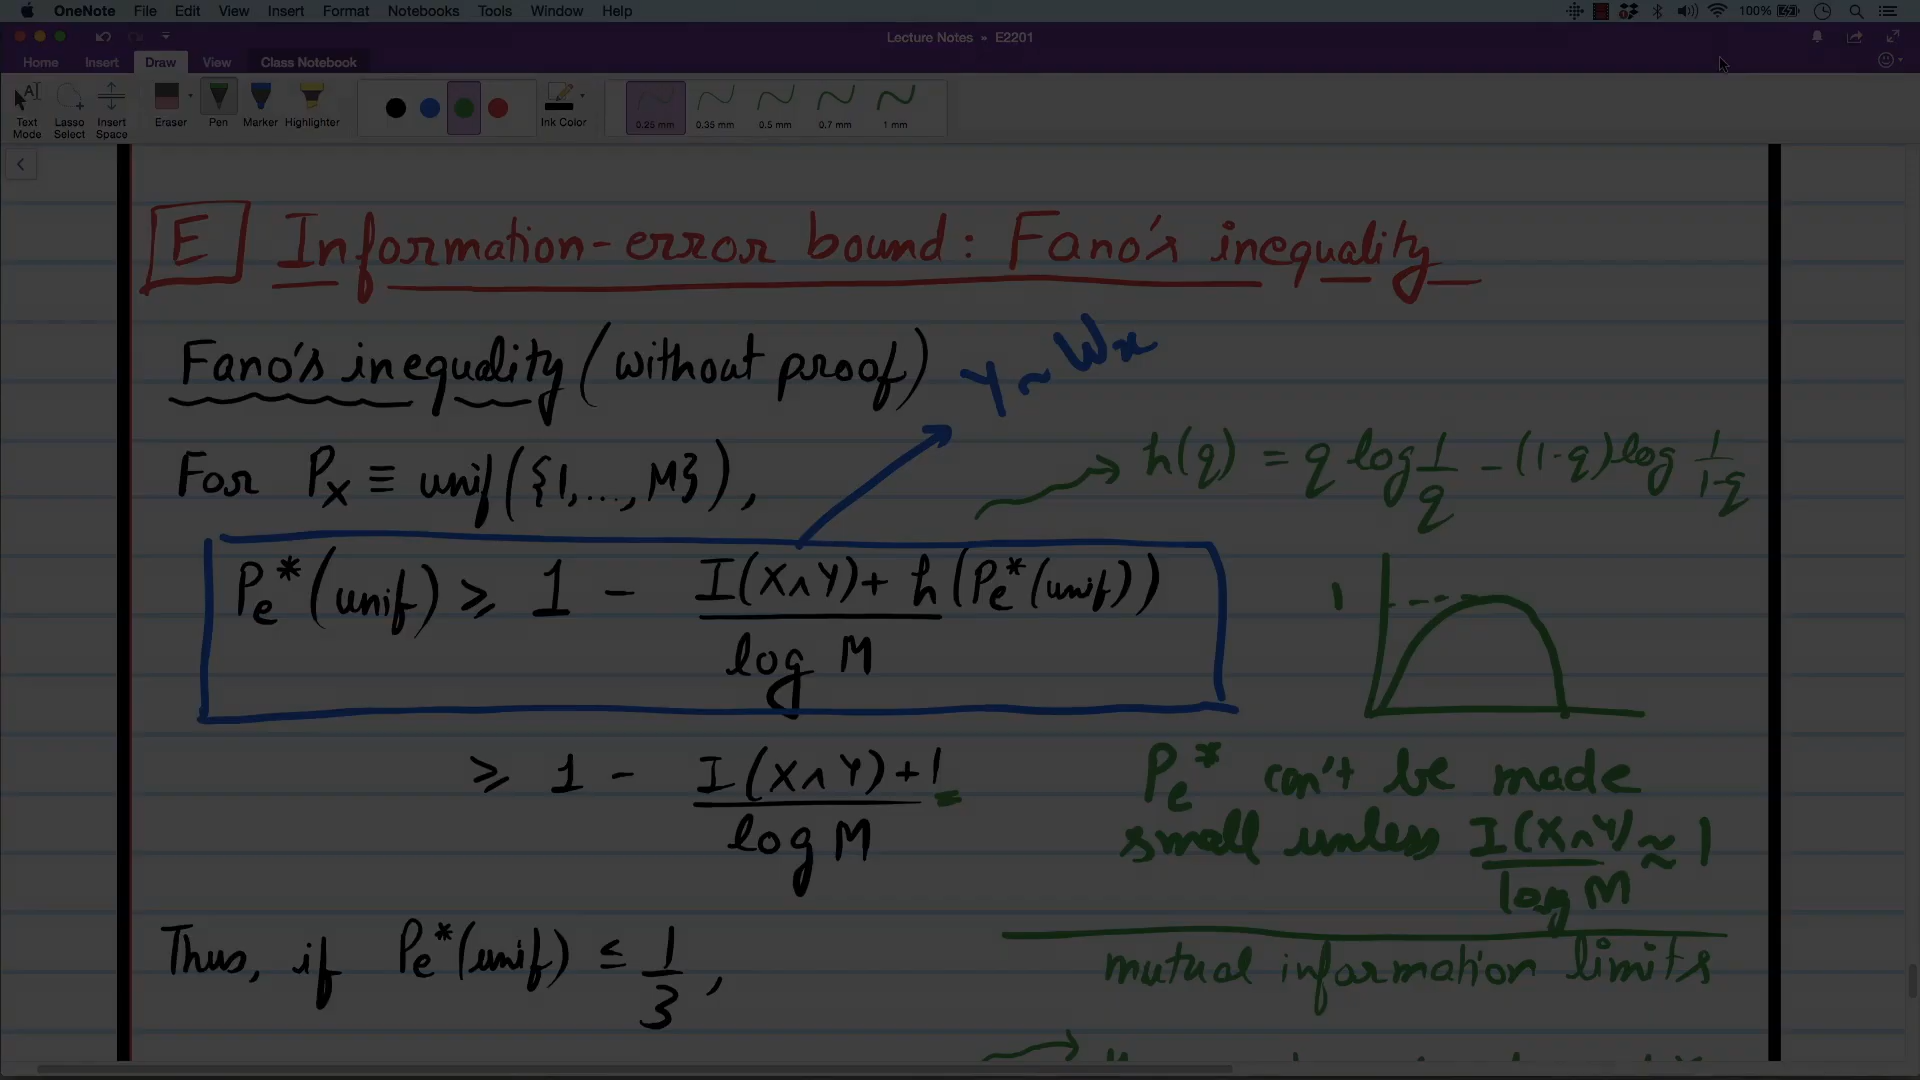 OneNote File Edit View Insert Format Notebooks Tools Window Help 100%
Lecture Notes » E2201
Home Insert Draw View Class Notebook
Text Mode
Lasso Select
Insert Space
Eraser
Pen
Marker
Highlighter
Ink Color
0.25 mm
0.35 mm
0.5 mm
0.7 mm
1 mm
E Information-error bound: Fano's inequality
Fano's inequality (without proof)
Y ~ Wx
For P_X ≡ unif({1,..., M}),
h(q) = q log 1/q - (1-q) log 1/1-q
Pe*(unif) ≥ 1 - I(X∧Y) + h(Pe*(unif)) / log M
1
≥ 1 - I(X∧Y) + 1 / log M
Pe* can't be made
small unless I(X∧Y) / log M ≈ 1
Thus, if Pe*(unif) ≤ 1/3,
mutual information limits